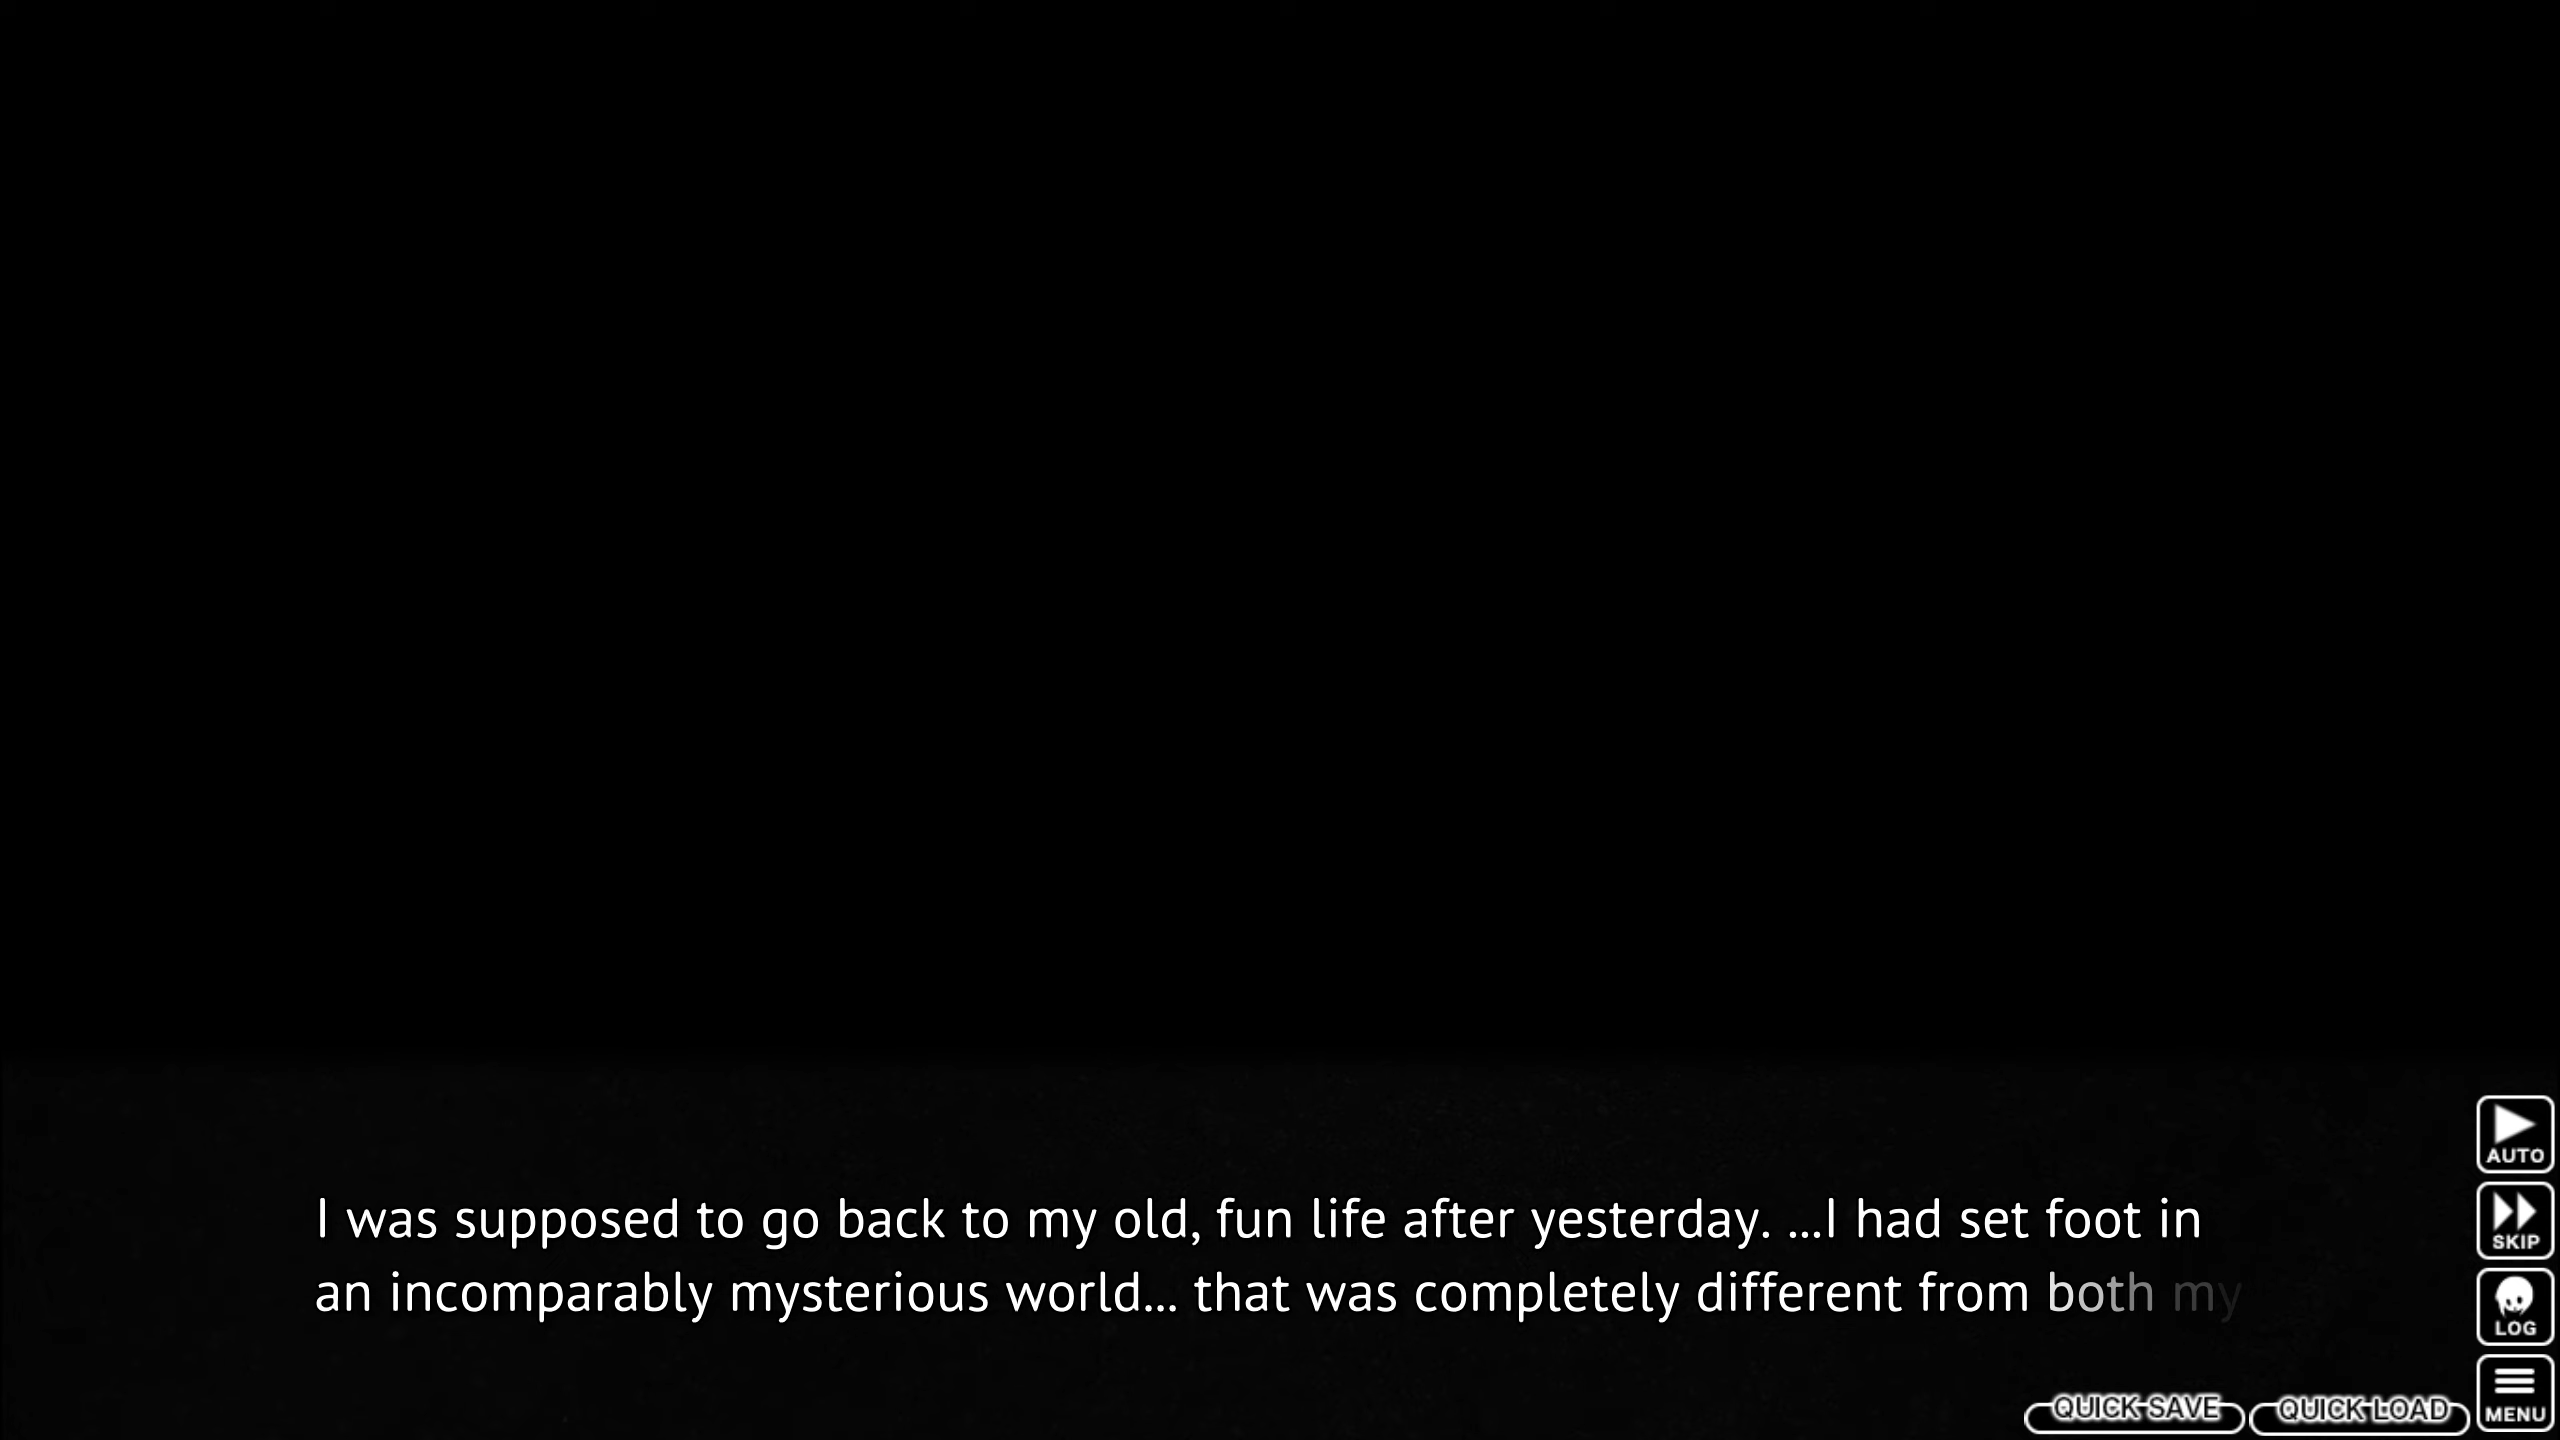 I was supposed to go back to my old, fun life after yesterday. ...I had set foot in
an incomparably mysterious world... that was completely different from both my
AUTO
SKIP
LOG
MENU
QUICK SAVE
QUICK LOAD